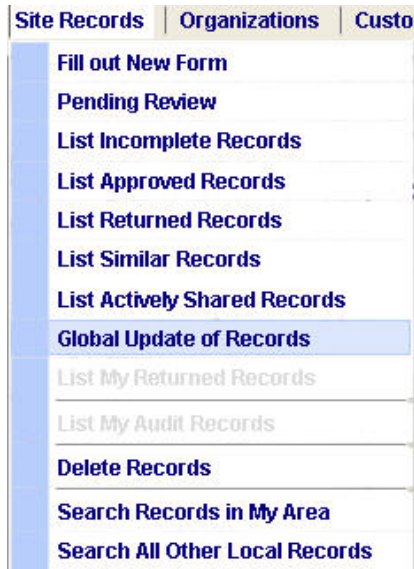 Site Records | Organizations | Custo
Fill out New Form
Pending Review
List Incomplete Records
List Approved Records
List Returned Records
List Similar Records
List Actively Shared Records
Global Update of Records
List My Returned Records
List My Audit Records
Delete Records
Search Records in My Area
Search All Other Local Records